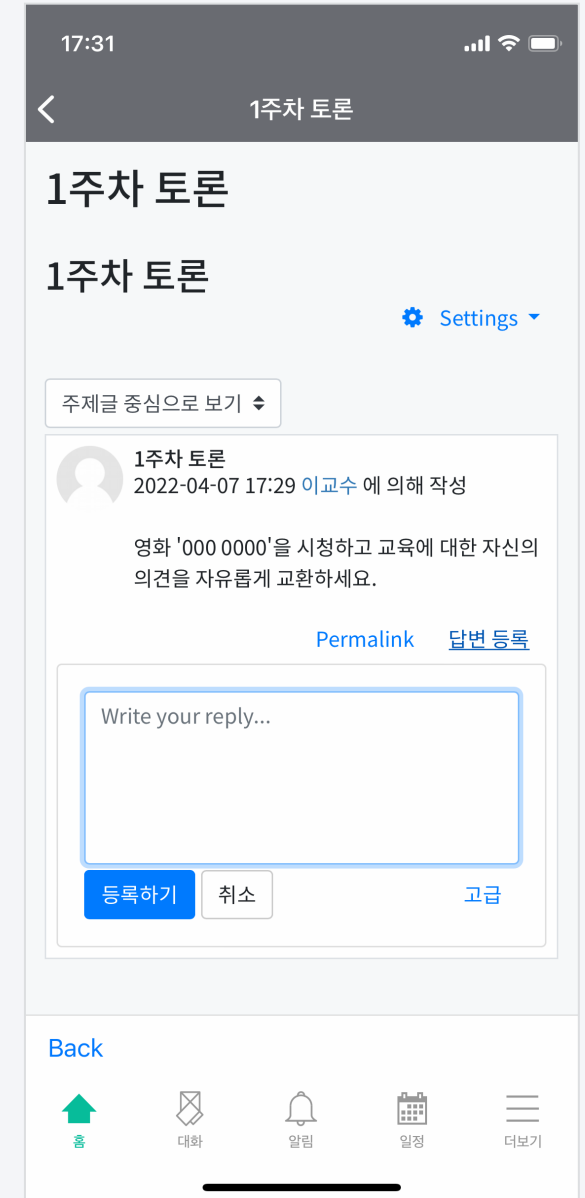 17:31
1주차 토론
1주차 토론
1주차 토론
Settings
주제글 중심으로 보기
1주차 토론
2022-04-07 17:29 이교수 에 의해 작성
영화 '000 0000'을 시청하고 교육에 대한 자신의
의견을 자유롭게 교환하세요.
Permalink 답변 등록
Write your reply...
등록하기 취소 고급
Back
홈 대화 알림 일정 더보기